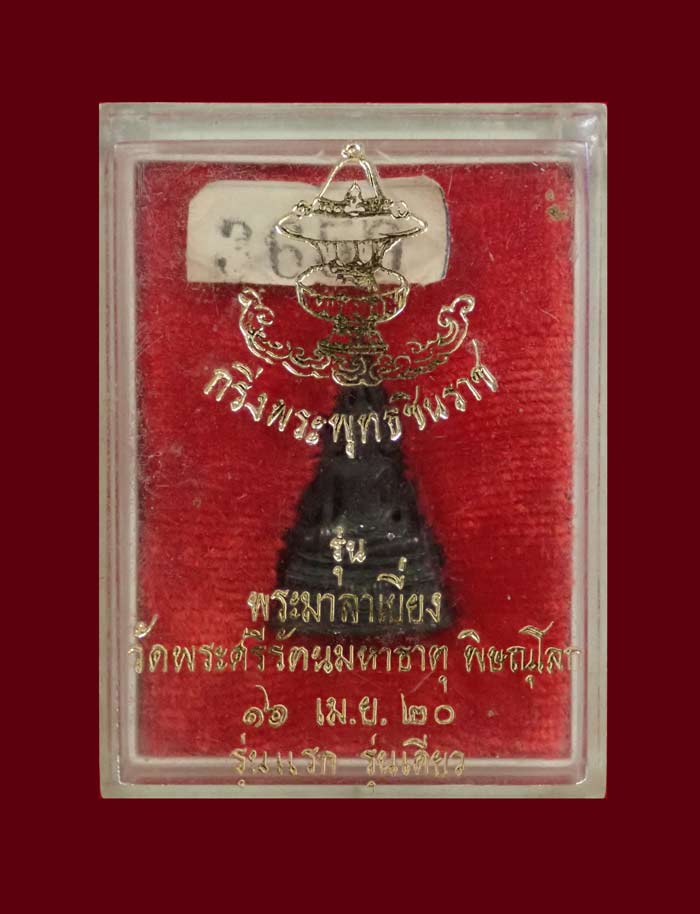 กริ่งพระพุทธชินราช
รุ่น
พระมาลาเบี่ยง
วัดพระศรีรัตนมหาธาตุ พิษณุโลก
๑๖ เม.ย. ๒๐
รุ่นแรก รุ่นเดียว